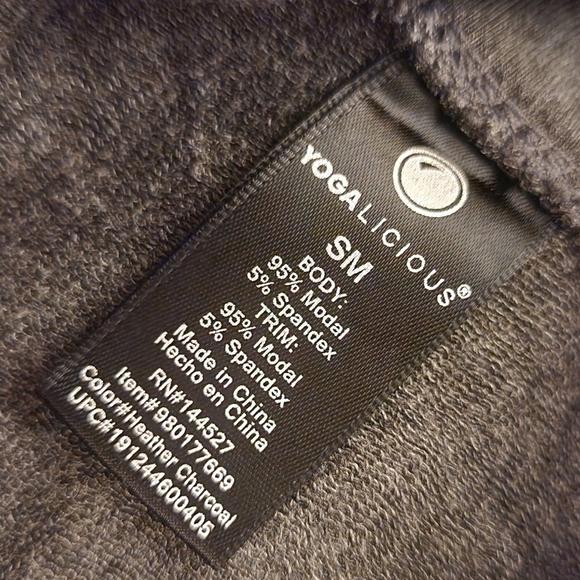 YOGALICIOUS®
SM
BODY:
95% Modal
5% Spandex
TRIM:
95% Modal
5% Spandex
Made in China
Hecho en China
RN#144527
Item#980177669
Color#Heather Charcoal
UPC#191244600405